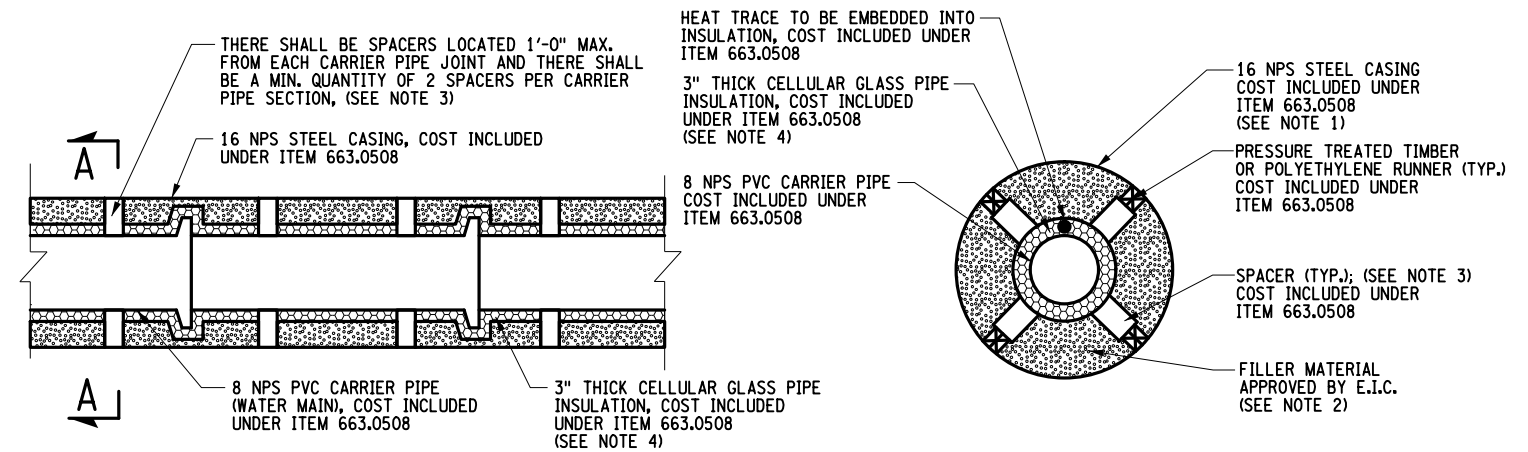 THERE SHALL BE SPACERS LOCATED 1'-0" MAX.
FROM EACH CARRIER PIPE JOINT AND THERE SHALL
BE A MIN. QUANTITY OF 2 SPACERS PER CARRIER
PIPE SECTION, (SEE NOTE 3)
16 NPS STEEL CASING, COST INCLUDED
UNDER ITEM 663.0508
A
A
8 NPS PVC CARRIER PIPE
(WATER MAIN), COST INCLUDED
UNDER ITEM 663.0508
3" THICK CELLULAR GLASS PIPE
INSULATION, COST INCLUDED
UNDER ITEM 663.0508
(SEE NOTE 4)
HEAT TRACE TO BE EMBEDDED INTO
INSULATION, COST INCLUDED UNDER
ITEM 663.0508
3" THICK CELLULAR GLASS PIPE
INSULATION, COST INCLUDED
UNDER ITEM 663.0508
(SEE NOTE 4)
8 NPS PVC CARRIER PIPE
COST INCLUDED UNDER
ITEM 663.0508
16 NPS STEEL CASING
COST INCLUDED UNDER
ITEM 663.0508
(SEE NOTE 1)
PRESSURE TREATED TIMBER
OR POLYETHYLENE RUNNER (TYP.)
COST INCLUDED UNDER
ITEM 663.0508
SPACER (TYP.); (SEE NOTE 3)
COST INCLUDED UNDER
ITEM 663.0508
FILLER MATERIAL
APPROVED BY E.I.C.
(SEE NOTE 2)